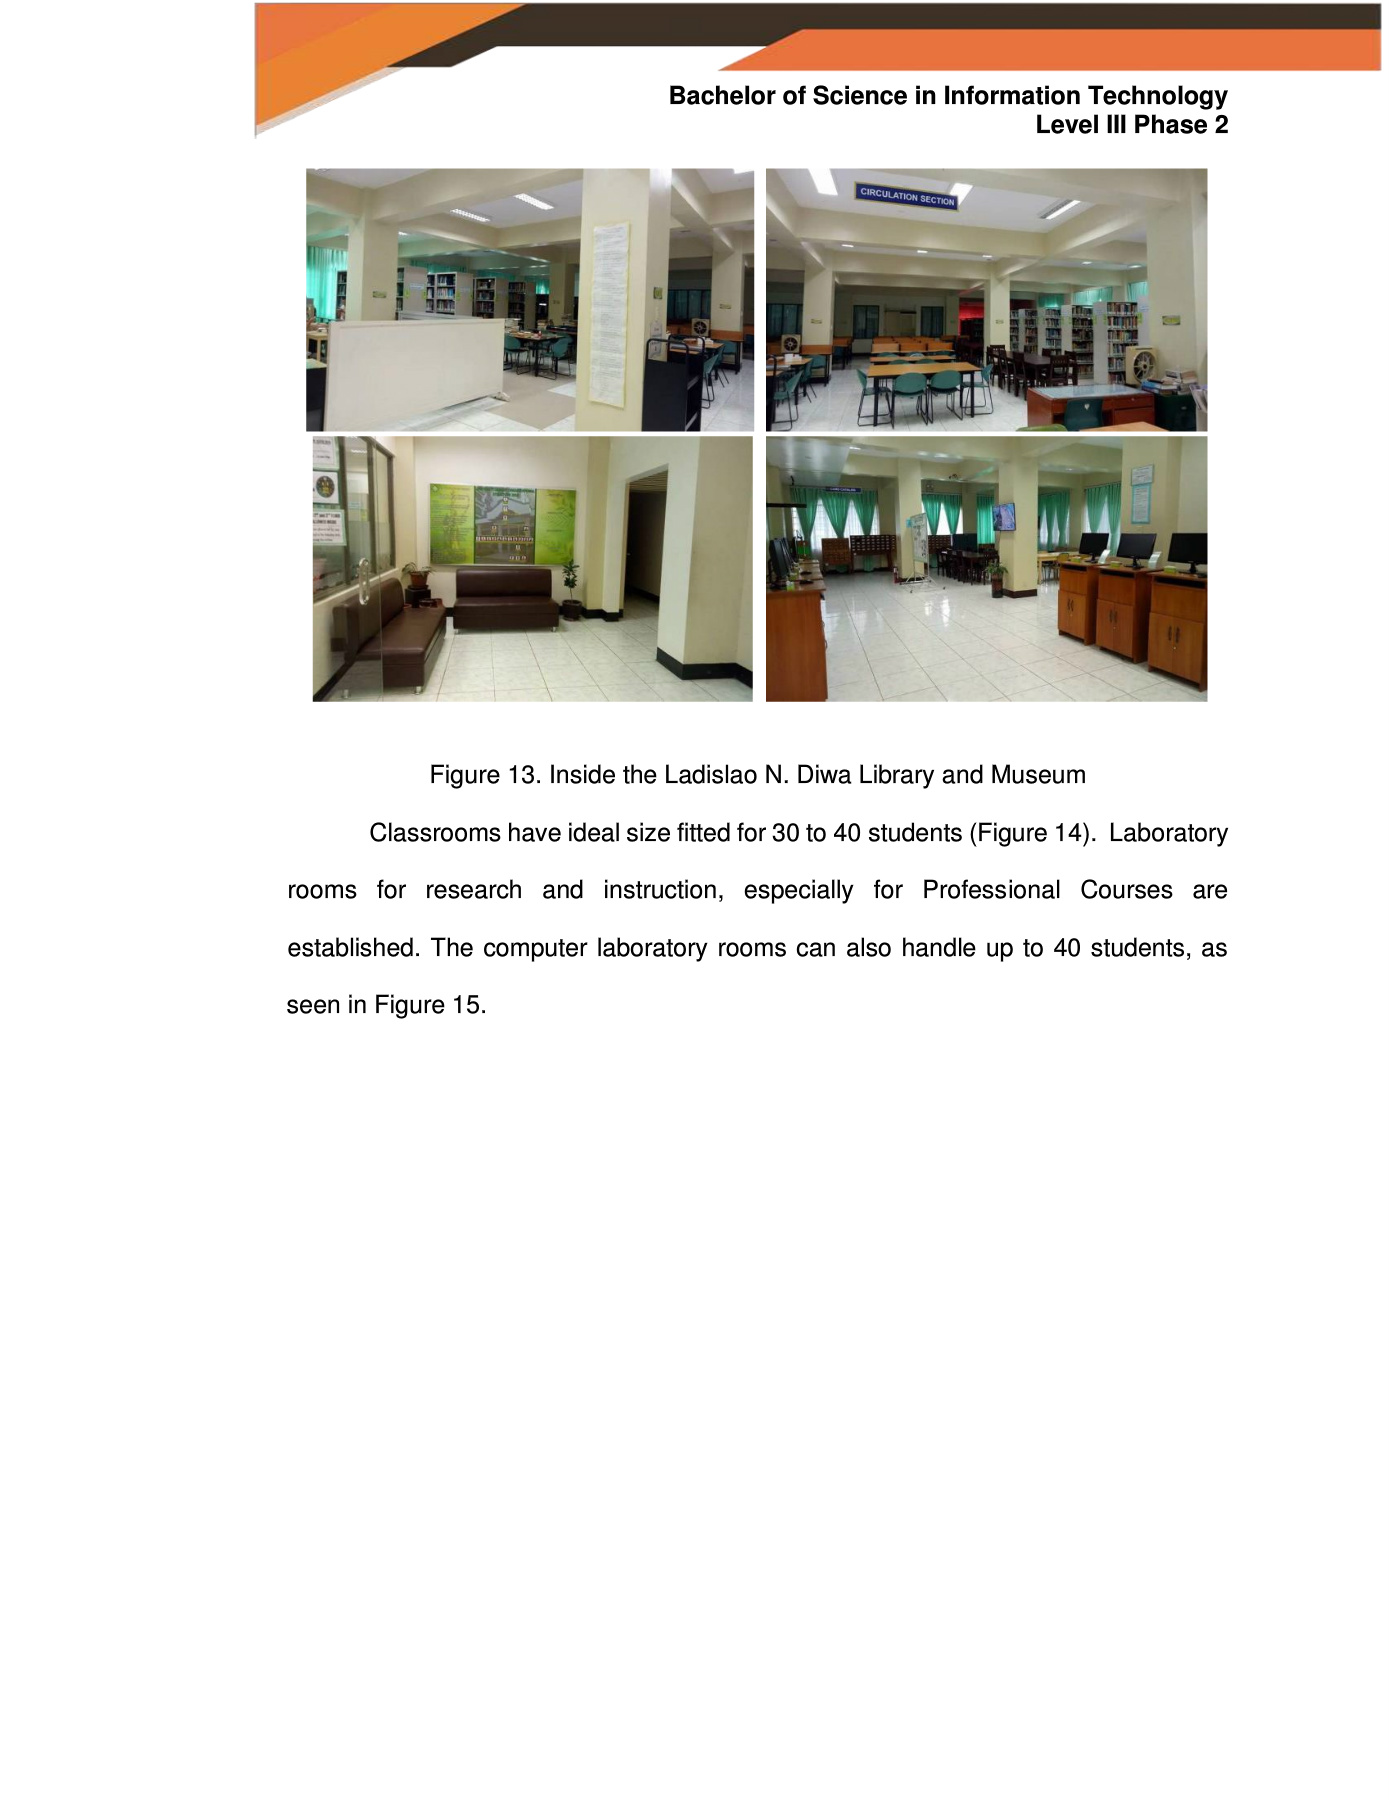 Bachelor of Science in Information Technology
Level III Phase 2
CIRCULATION SECTION
Figure 13. Inside the Ladislao N. Diwa Library and Museum
Classrooms have ideal size fitted for 30 to 40 students (Figure 14). Laboratory
rooms for research and instruction, especially for Professional Courses are
established. The computer laboratory rooms can also handle up to 40 students, as
seen in Figure 15.